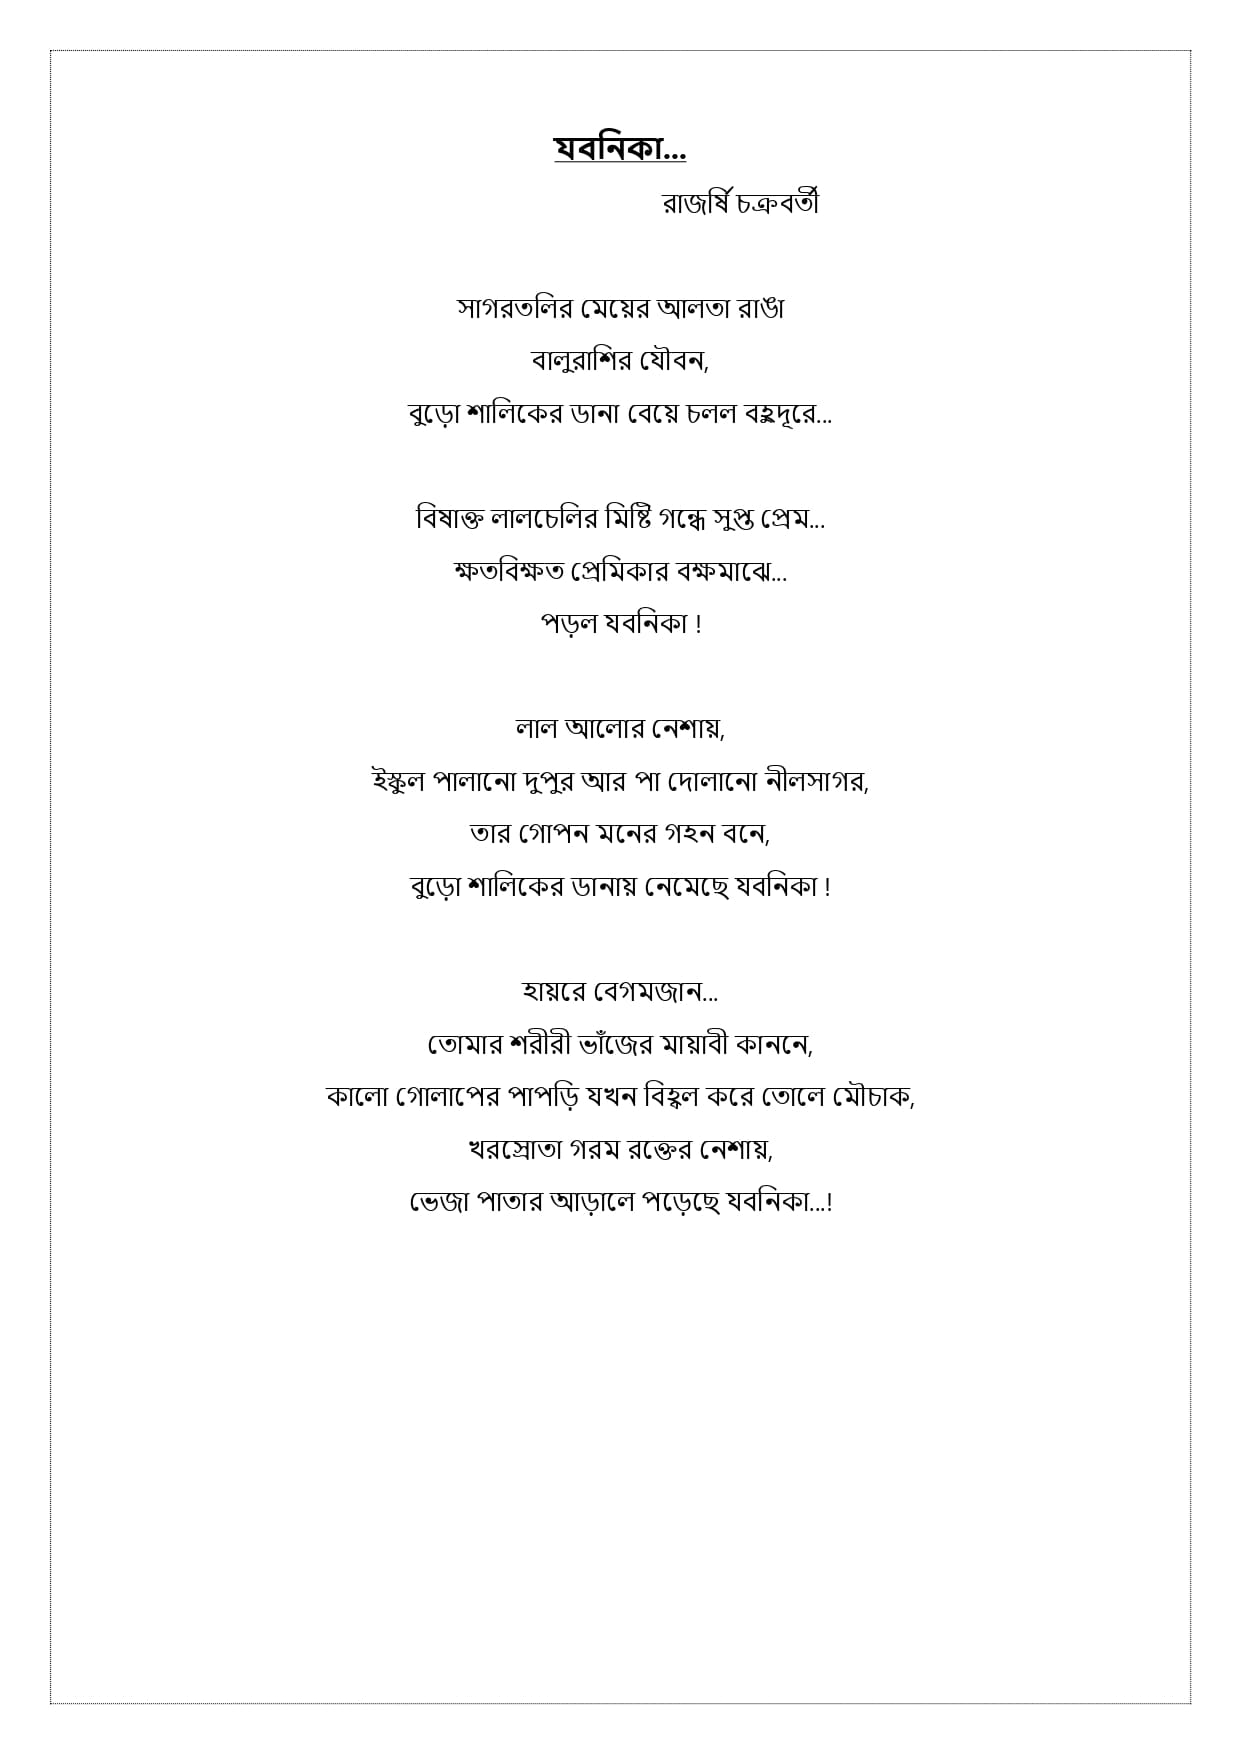 যবনিকা...
রাজর্ষি চক্রবর্তী
সাগরতলির মেয়ের আলতা রাঙা
বালুরাশির যৌবন,
বুড়ো শালিকের ডানা বেয়ে চলল বহুদূরে...
বিষাক্ত লালচেলির মিষ্টি গন্ধে সুপ্ত প্রেম...
ক্ষতবিক্ষত প্রেমিকার বক্ষমাঝে...
পড়ল যবনিকা !
লাল আলোর নেশায়,
ইস্কুল পালানো দুপুর আর পা দোলানো নীলসাগর,
তার গোপন মনের গহন বনে,
বুড়ো শালিকের ডানায় নেমেছে যবনিকা !
হায়রে বেগমজান...
তোমার শরীরী ভাঁজের মায়াবী কাননে,
কালো গোলাপের পাপড়ি যখন বিহ্বল করে তোলে মৌচাক,
খরস্রোতা গরম রক্তের নেশায়,
ভেজা পাতার আড়ালে পড়েছে যবনিকা...!